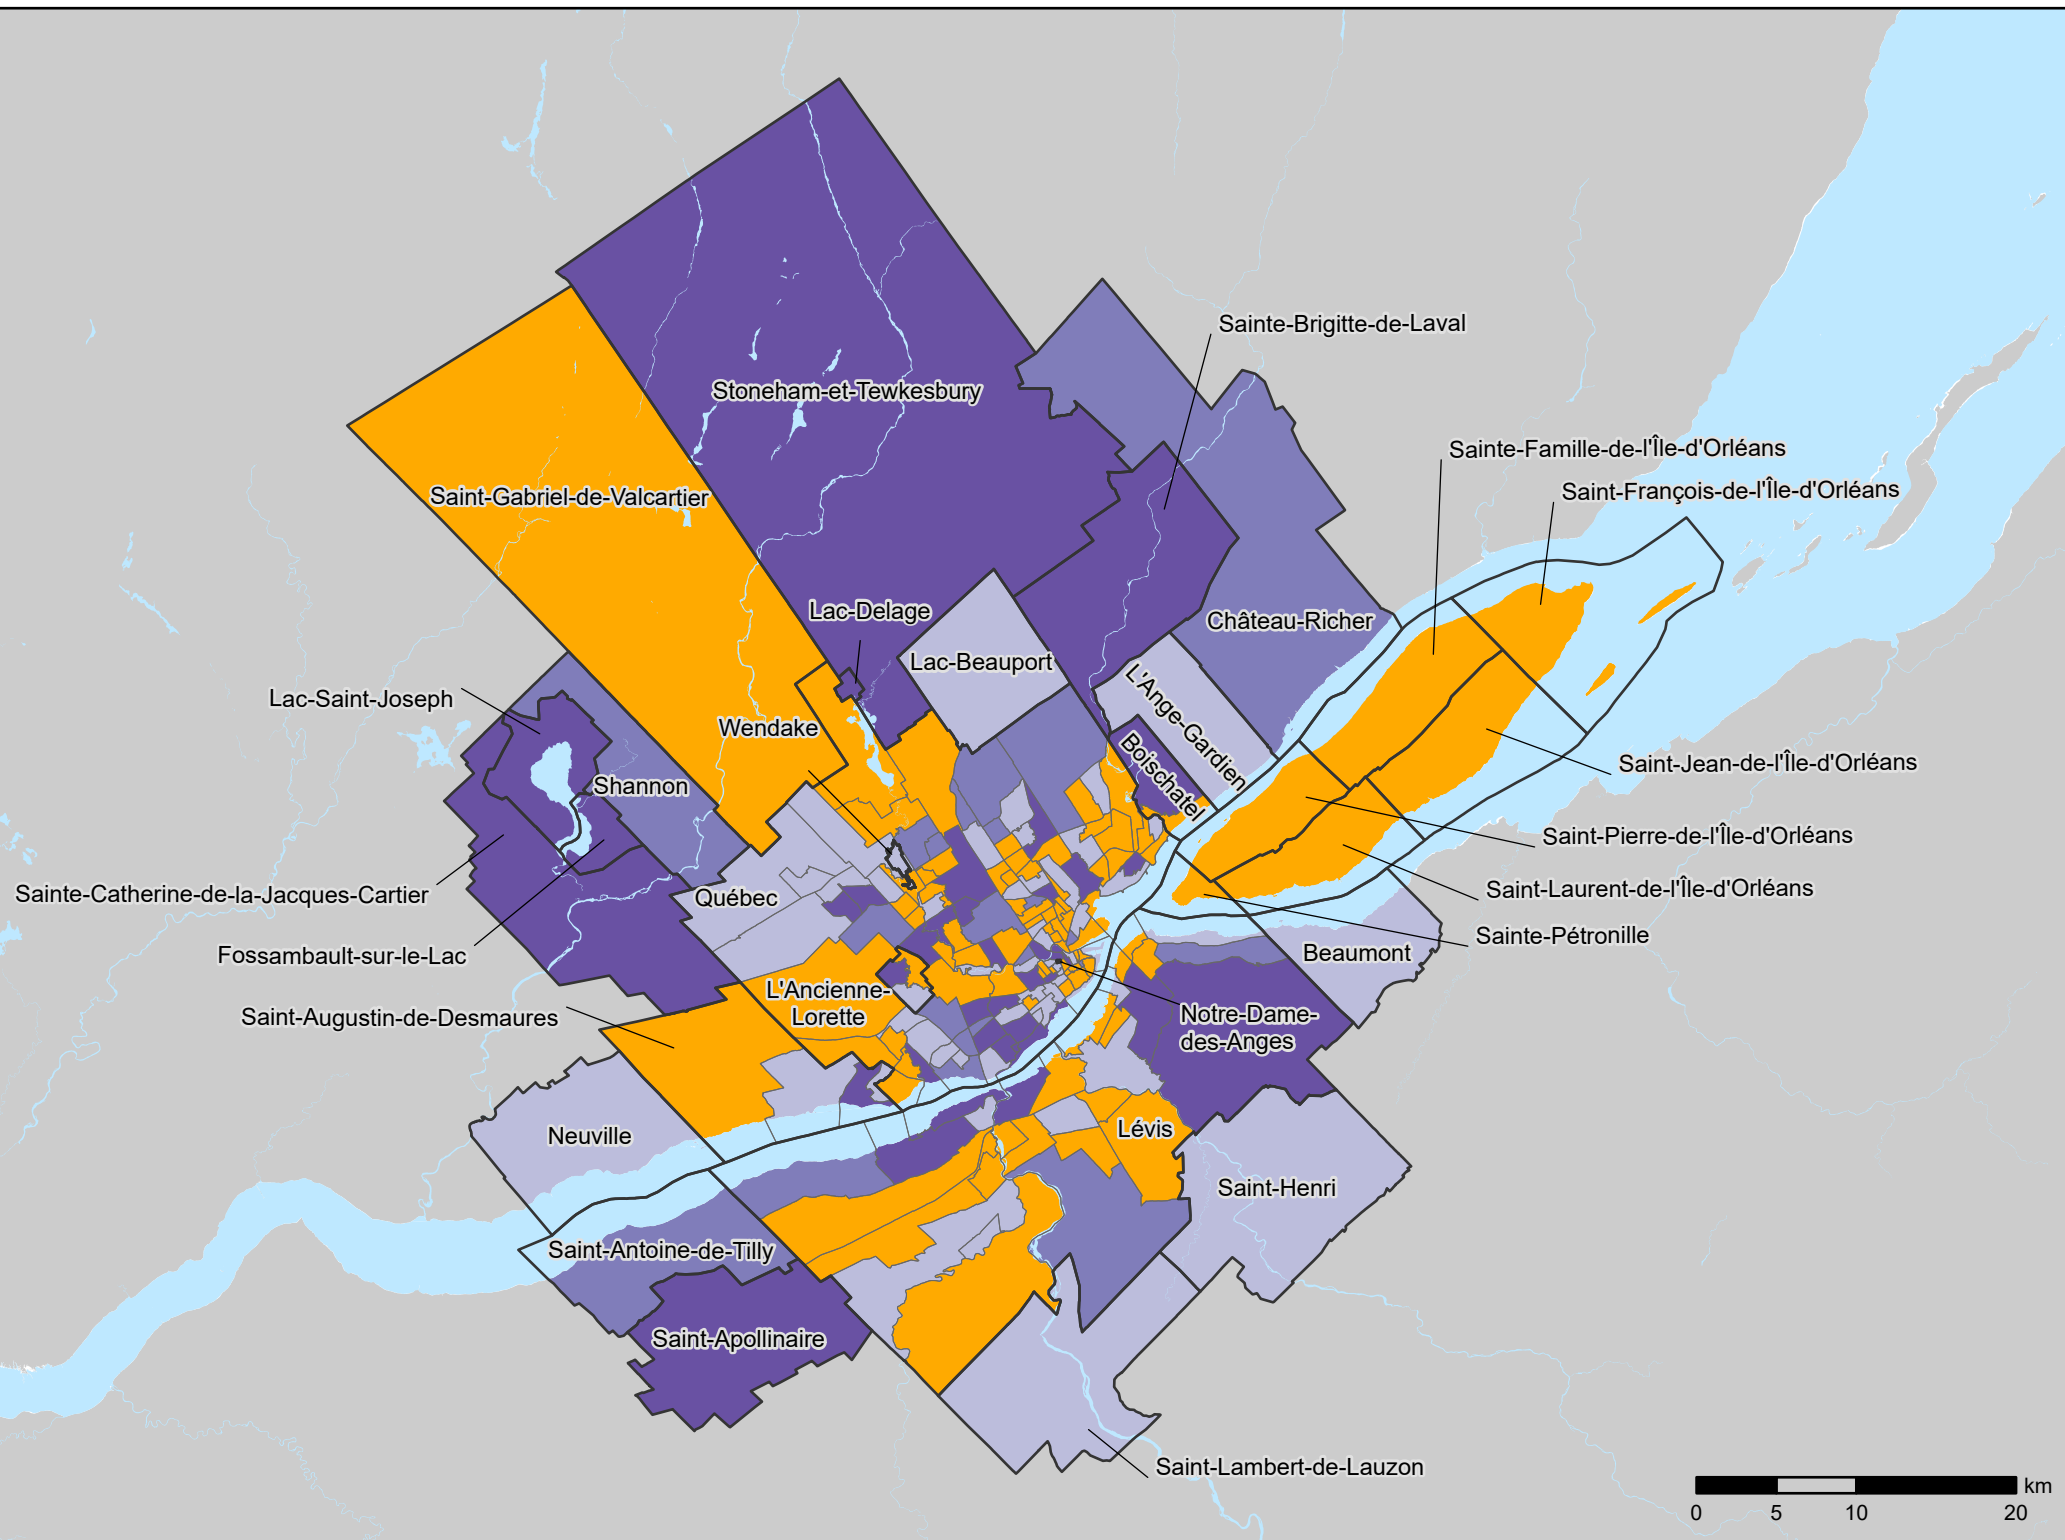 Sainte-Brigitte-de-Laval
Stoneham-et-Tewkesbury
Sainte-Famille-de-l'Île-d'Orléans
Saint-François-de-l'Île-d'Orléans
Saint-Gabriel-de-Valcartier
Lac-Delage
Château-Richer
Lac-Beauport
L'Ange-Gardien
Lac-Saint-Joseph
Wendake
Boischatel
Saint-Jean-de-l'Île-d'Orléans
Shannon
Saint-Pierre-de-l'Île-d'Orléans
Sainte-Catherine-de-la-Jacques-Cartier
Québec
Saint-Laurent-de-l'Île-d'Orléans
Fossambault-sur-le-Lac
Sainte-Pétronille
Beaumont
L'Ancienne-
Lorette
Saint-Augustin-de-Desmaures
Notre-Dame-
des-Anges
Neuville
Lévis
Saint-Henri
Saint-Antoine-de-Tilly
Saint-Apollinaire
Saint-Lambert-de-Lauzon
km
0 5 10 20